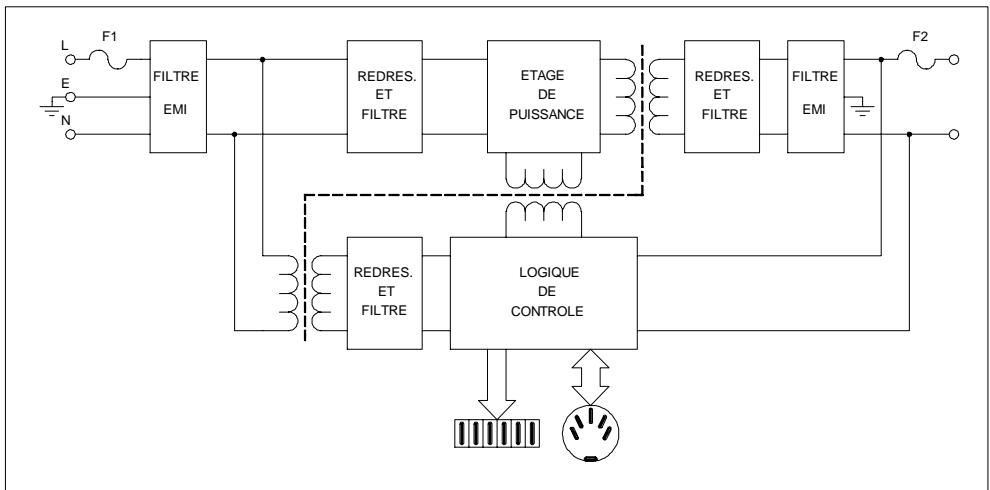 L
F1
E
N
FILTRE
EMI
REDRES.
ET
FILTRE
ETAGE
DE
PUISSANCE
REDRES.
ET
FILTRE
FILTRE
EMI
F2
REDRES.
ET
FILTRE
LOGIQUE
DE
CONTROLE